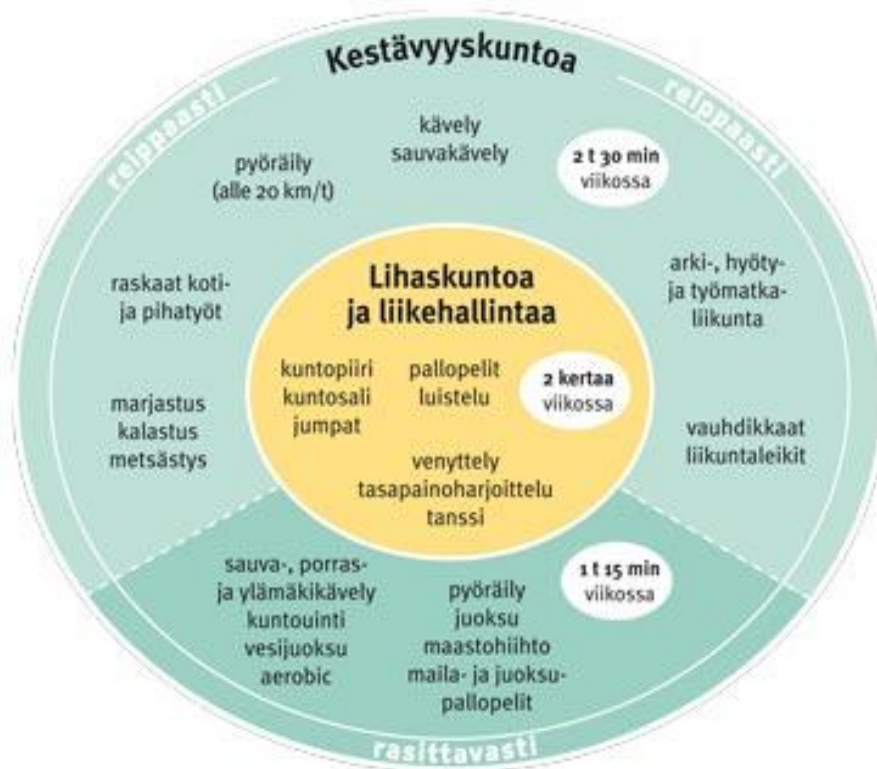 Kestävyyskuntoa
reippaasti
reippaasti
kävely
sauvakävely
2 t 30 min
viikossa
pyöräily
(alle 20 km/t)
raskaat koti-
ja pihatyöt
arki-, hyöty-
ja työmatka-
liikunta
marjastus
kalastus
metsästys
vauhdikkaat
liikuntaleikit
Lihaskuntoa
ja liikehallintaa
kuntopiiri
kuntosali
jumpat
pallopelit
luistelu
2 kertaa
viikossa
venyttely
tasapainoharjoittelu
tanssi
sauva-, porras-
ja ylämäkikävely
kuntouinti
vesijuoksu
aerobic
pyöräily
juoksu
maastohiihto
maila- ja juoksu-
pallopelit
1 t 15 min
viikossa
rasittavasti